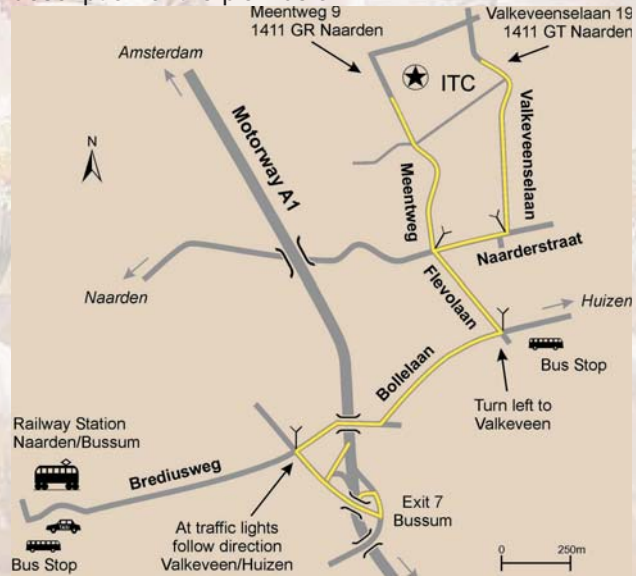 Meentweg 9
1411 GR Naarden
Valkeveenselaan 19
1411 GT Naarden
Amsterdam
ITC
Motorway A1
N
Valkeveenselaan
Meentweg
Naarderstraat
Naarden
Flevolaan
Huizen
Bus Stop
Bollelaan
Turn left to
Valkeveen
Railway Station
Naarden/Bussum
Brediusweg
Exit 7
Bussum
At traffic lights
follow direction
Valkeveen/Huizen
Bus Stop
0 250m